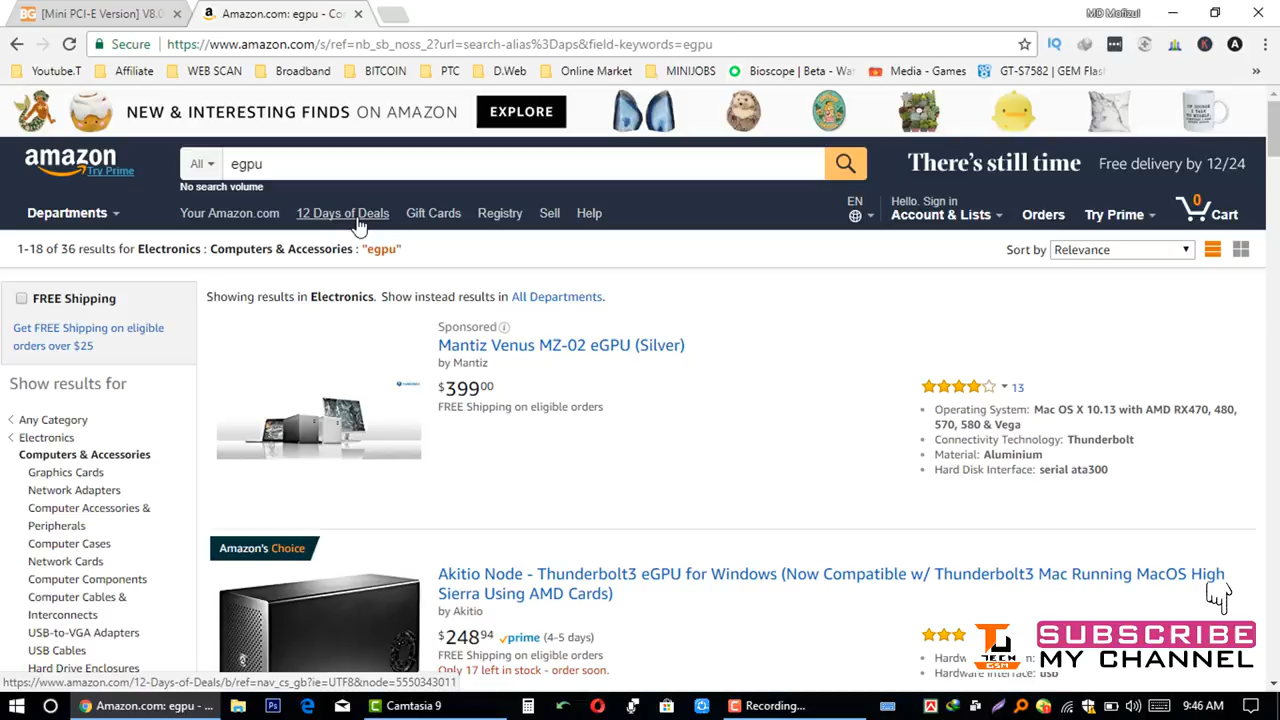 [Mini PCI-E Version] V8.0
Amazon.com: egpu - Co
MD Mofizul
Secure
https://www.amazon.com/s/ref=nb_sb_noss_2?url=search-alias%3Daps&field-keywords=egpu
Youtube.T
Affiliate
WEB SCAN
Broadband
BITCOIN
PTC
D.Web
Online Market
MINIJOBS
Bioscope | Beta - Wa
Media - Games
GT-S7582 | GEM Flas
NEW & INTERESTING FINDS ON AMAZON
EXPLORE
amazon
Try Prime
All
egpu
No search volume
There's still time
Free delivery by 12/24
Departments
Your Amazon.com
12 Days of Deals
Gift Cards
Registry
Sell
Help
EN
Hello. Sign in
Account & Lists
Orders
Try Prime
0
Cart
1-18 of 36 results for Electronics : Computers & Accessories : "egpu"
Sort by
Relevance
FREE Shipping
Get FREE Shipping on eligible
orders over $25
Show results for
Any Category
Electronics
Computers & Accessories
Graphics Cards
Network Adapters
Computer Accessories &
Peripherals
Computer Cases
Network Cards
Computer Components
Computer Cables &
Interconnects
USB-to-VGA Adapters
USB Cables
Hard Drive Enclosures
Showing results in Electronics. Show instead results in All Departments.
Sponsored
Mantiz Venus MZ-02 eGPU (Silver)
by Mantiz
$399 00
FREE Shipping on eligible orders
13
Operating System: Mac OS X 10.13 with AMD RX470, 480,
570, 580 & Vega
Connectivity Technology: Thunderbolt
Material: Aluminium
Hard Disk Interface: serial ata300
Amazon's Choice
Akitio Node - Thunderbolt3 eGPU for Windows (Now Compatible w/ Thunderbolt3 Mac Running MacOS High
Sierra Using AMD Cards)
by Akitio
$248 94
prime (4-5 days)
FREE Shipping on eligible orders
Only 17 left in stock - order soon.
Hardw
Hardware Interface: usb
TECH
GSM
SUBSCRIBE
MY CHANNEL
https://www.amazon.com/12-Days-of-Deals/b/ref=nav_cs_gb?ie=UTF8&node=5550343011
Amazon.com: egpu - ...
Camtasia 9
Recording...
9:46 AM